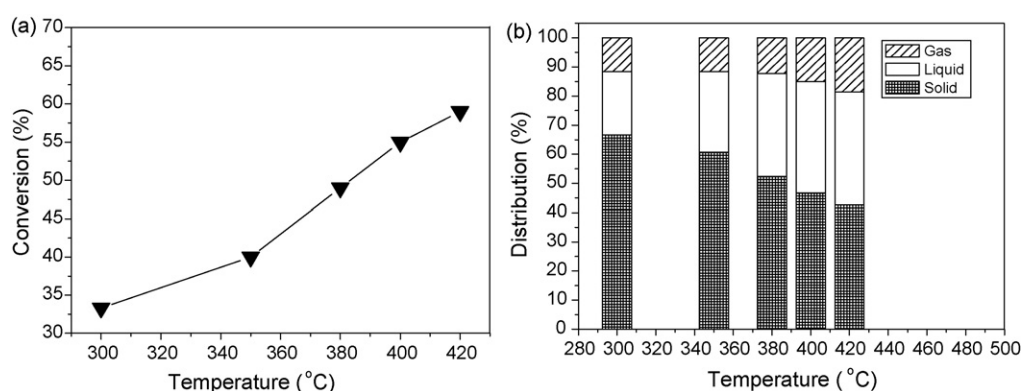 (a)
70
65
60
55
50
45
40
35
30
Conversion (%)
300 320 340 360 380 400 420
Temperature (°C)
(b)
100
90
80
70
60
50
40
30
20
10
0
Distribution (%)
Gas
Liquid
Solid
280 300 320 340 360 380 400 420 440 460 480 500
Temperature (°C)